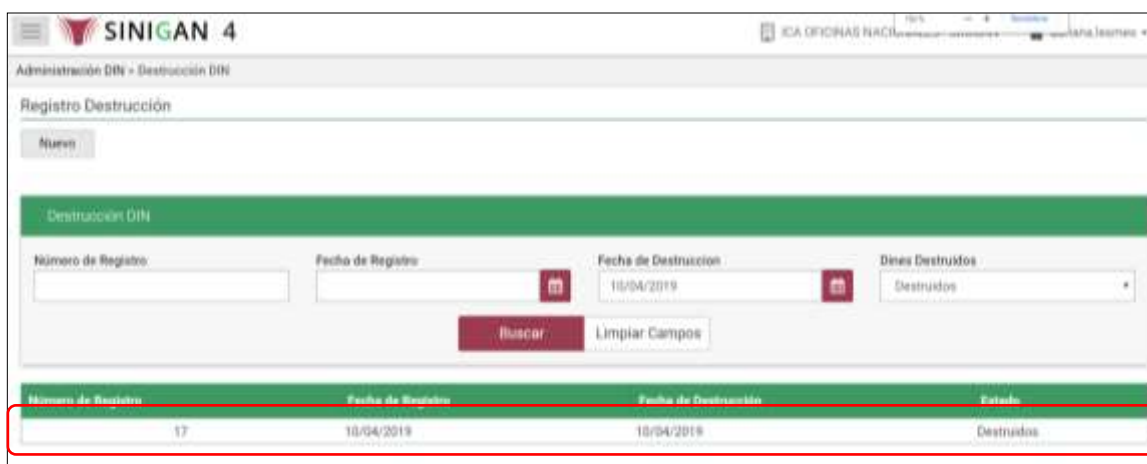 SINIGAN 4
ICA OFICINAS
Administración DIN > Destrucción DIN
Registro Destrucción
Nuevo
Destrucción DIN
Número de Registro Fecha de Registro Fecha de Destruccion Dines Destruidos
10/04/2019 Destruidos
Buscar Limpiar Campos
Número de Registro Fecha de Registro Fecha de Destrucción Estado
17 10/04/2019 10/04/2019 Destruidos